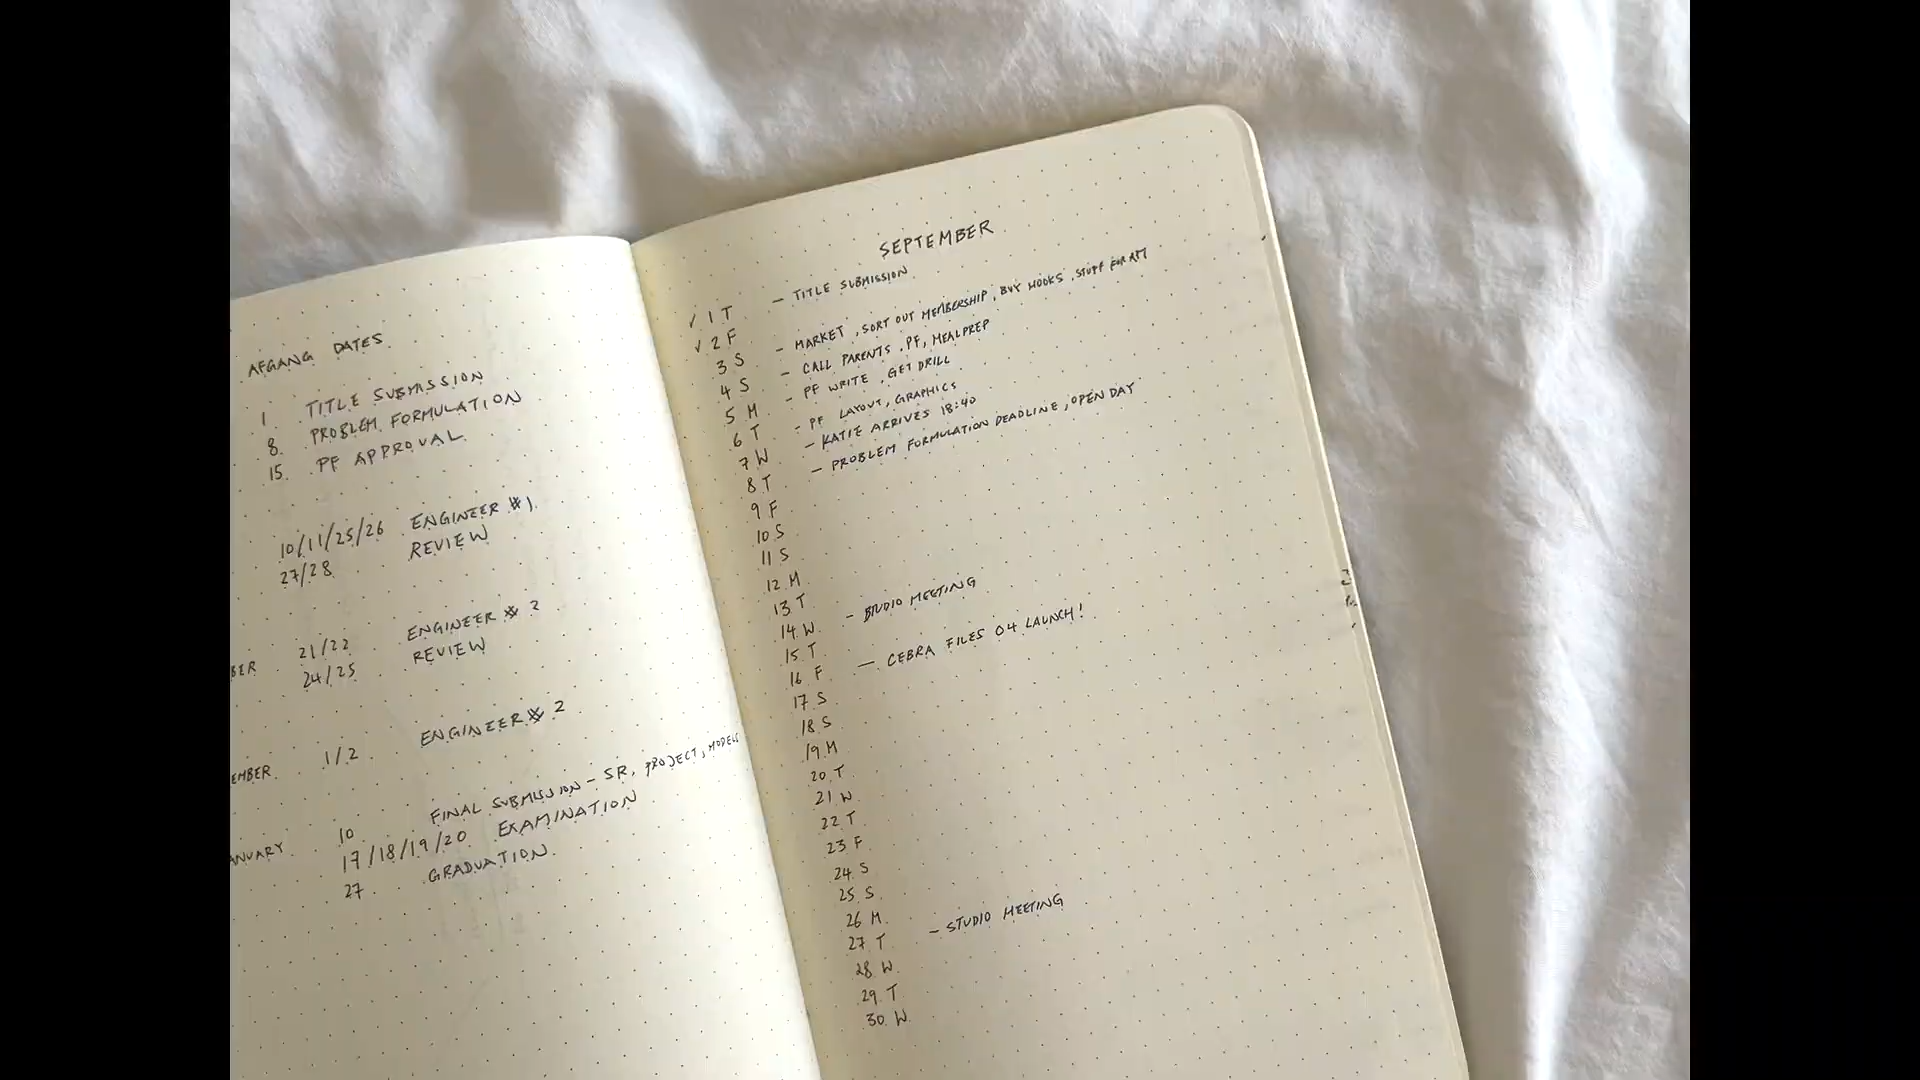 AFGANG DATES
1. TITLE SUBMISSION
8. PROBLEM FORMULATION
15. PF APPROVAL
10/11/25/26 ENGINEER #1
27/28 REVIEW
BER 21/22 ENGINEER # 2
24/25 REVIEW
EMBER 1/2 ENGINEER # 2
ANUARY 10 FINAL SUBMISSION - SR, PROJECT, MODELS
17/18/19/20 EXAMINATION
27 GRADUATION
SEPTEMBER
✓ 1 T - TITLE SUBMISSION
✓ 2 F
3 S - MARKET, SORT OUT MEMBERSHIP, BUY HOOKS, STUFF FOR APT
4 S - CALL PARENTS, PF, MEALPREP
5 M - PF WRITE, GET DRILL
6 T - PF LAYOUT, GRAPHICS
7 W - KATIE ARRIVES 18:40
8 T - PROBLEM FORMULATION DEADLINE, OPEN DAY
9 F
10 S
11 S
12 M
13 T
14 W - STUDIO MEETING
15 T
16 F - CEBRA FILES 04 LAUNCH!
17 S
18 S
19 M
20 T
21 W
22 T
23 F
24 S
25 S
26 M
27 T - STUDIO MEETING
28 W
29 T
30 W